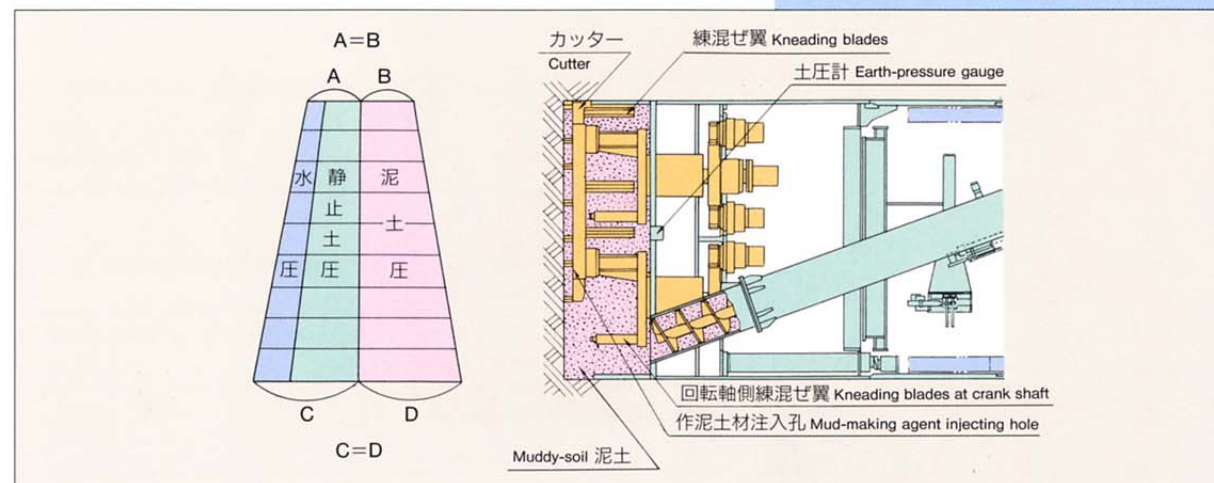 A=B
A B
水圧
静止土圧
泥土圧
C D
C=D
カッター
Cutter
練混ぜ翼 Kneading blades
土圧計 Earth-pressure gauge
回転軸側練混ぜ翼 Kneading blades at crank shaft
作泥土材注入孔 Mud-making agent injecting hole
Muddy-soil 泥土